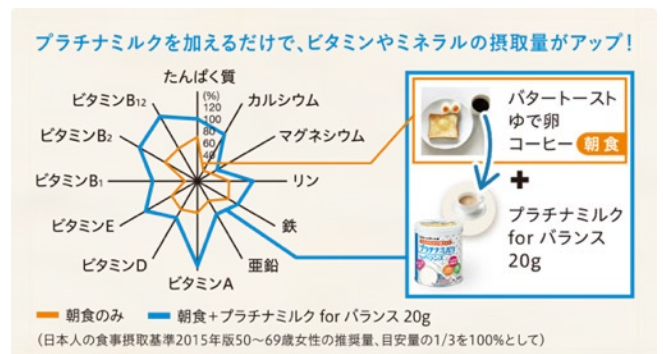 プラチナミルクを加えるだけで、ビタミンやミネラルの摂取量がアップ！
たんぱく質
(%)
120
100
80
60
40
カルシウム
マグネシウム
リン
鉄
亜鉛
ビタミンA
ビタミンD
ビタミンE
ビタミンB1
ビタミンB2
ビタミンB12
バタートースト
ゆで卵
コーヒー 朝食
+
プラチナミルク
for バランス
20g
プラチナミルク
朝食のみ 朝食+プラチナミルク for バランス 20g
（日本人の食事摂取基準2015年版50〜69歳女性の推奨量、目安量の1/3を100%として）